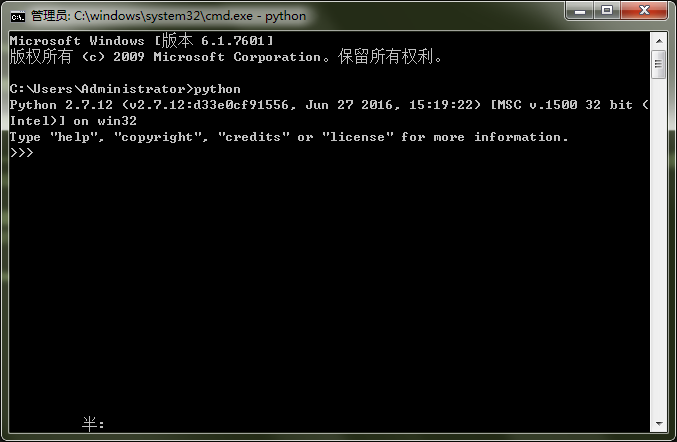 管理员: C:\windows\system32\cmd.exe - python
Microsoft Windows [版本 6.1.7601]
版权所有 (c) 2009 Microsoft Corporation。保留所有权利。
C:\Users\Administrator>python
Python 2.7.12 (v2.7.12:d33e0cf91556, Jun 27 2016, 15:19:22) [MSC v.1500 32 bit (
Intel)] on win32
Type "help", "copyright", "credits" or "license" for more information.
>>>
半: